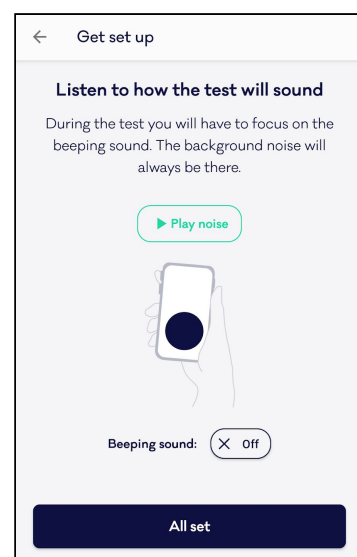 Get set up
Listen to how the test will sound
During the test you will have to focus on the
beeping sound. The background noise will
always be there.
Play noise
Beeping sound: Off
All set